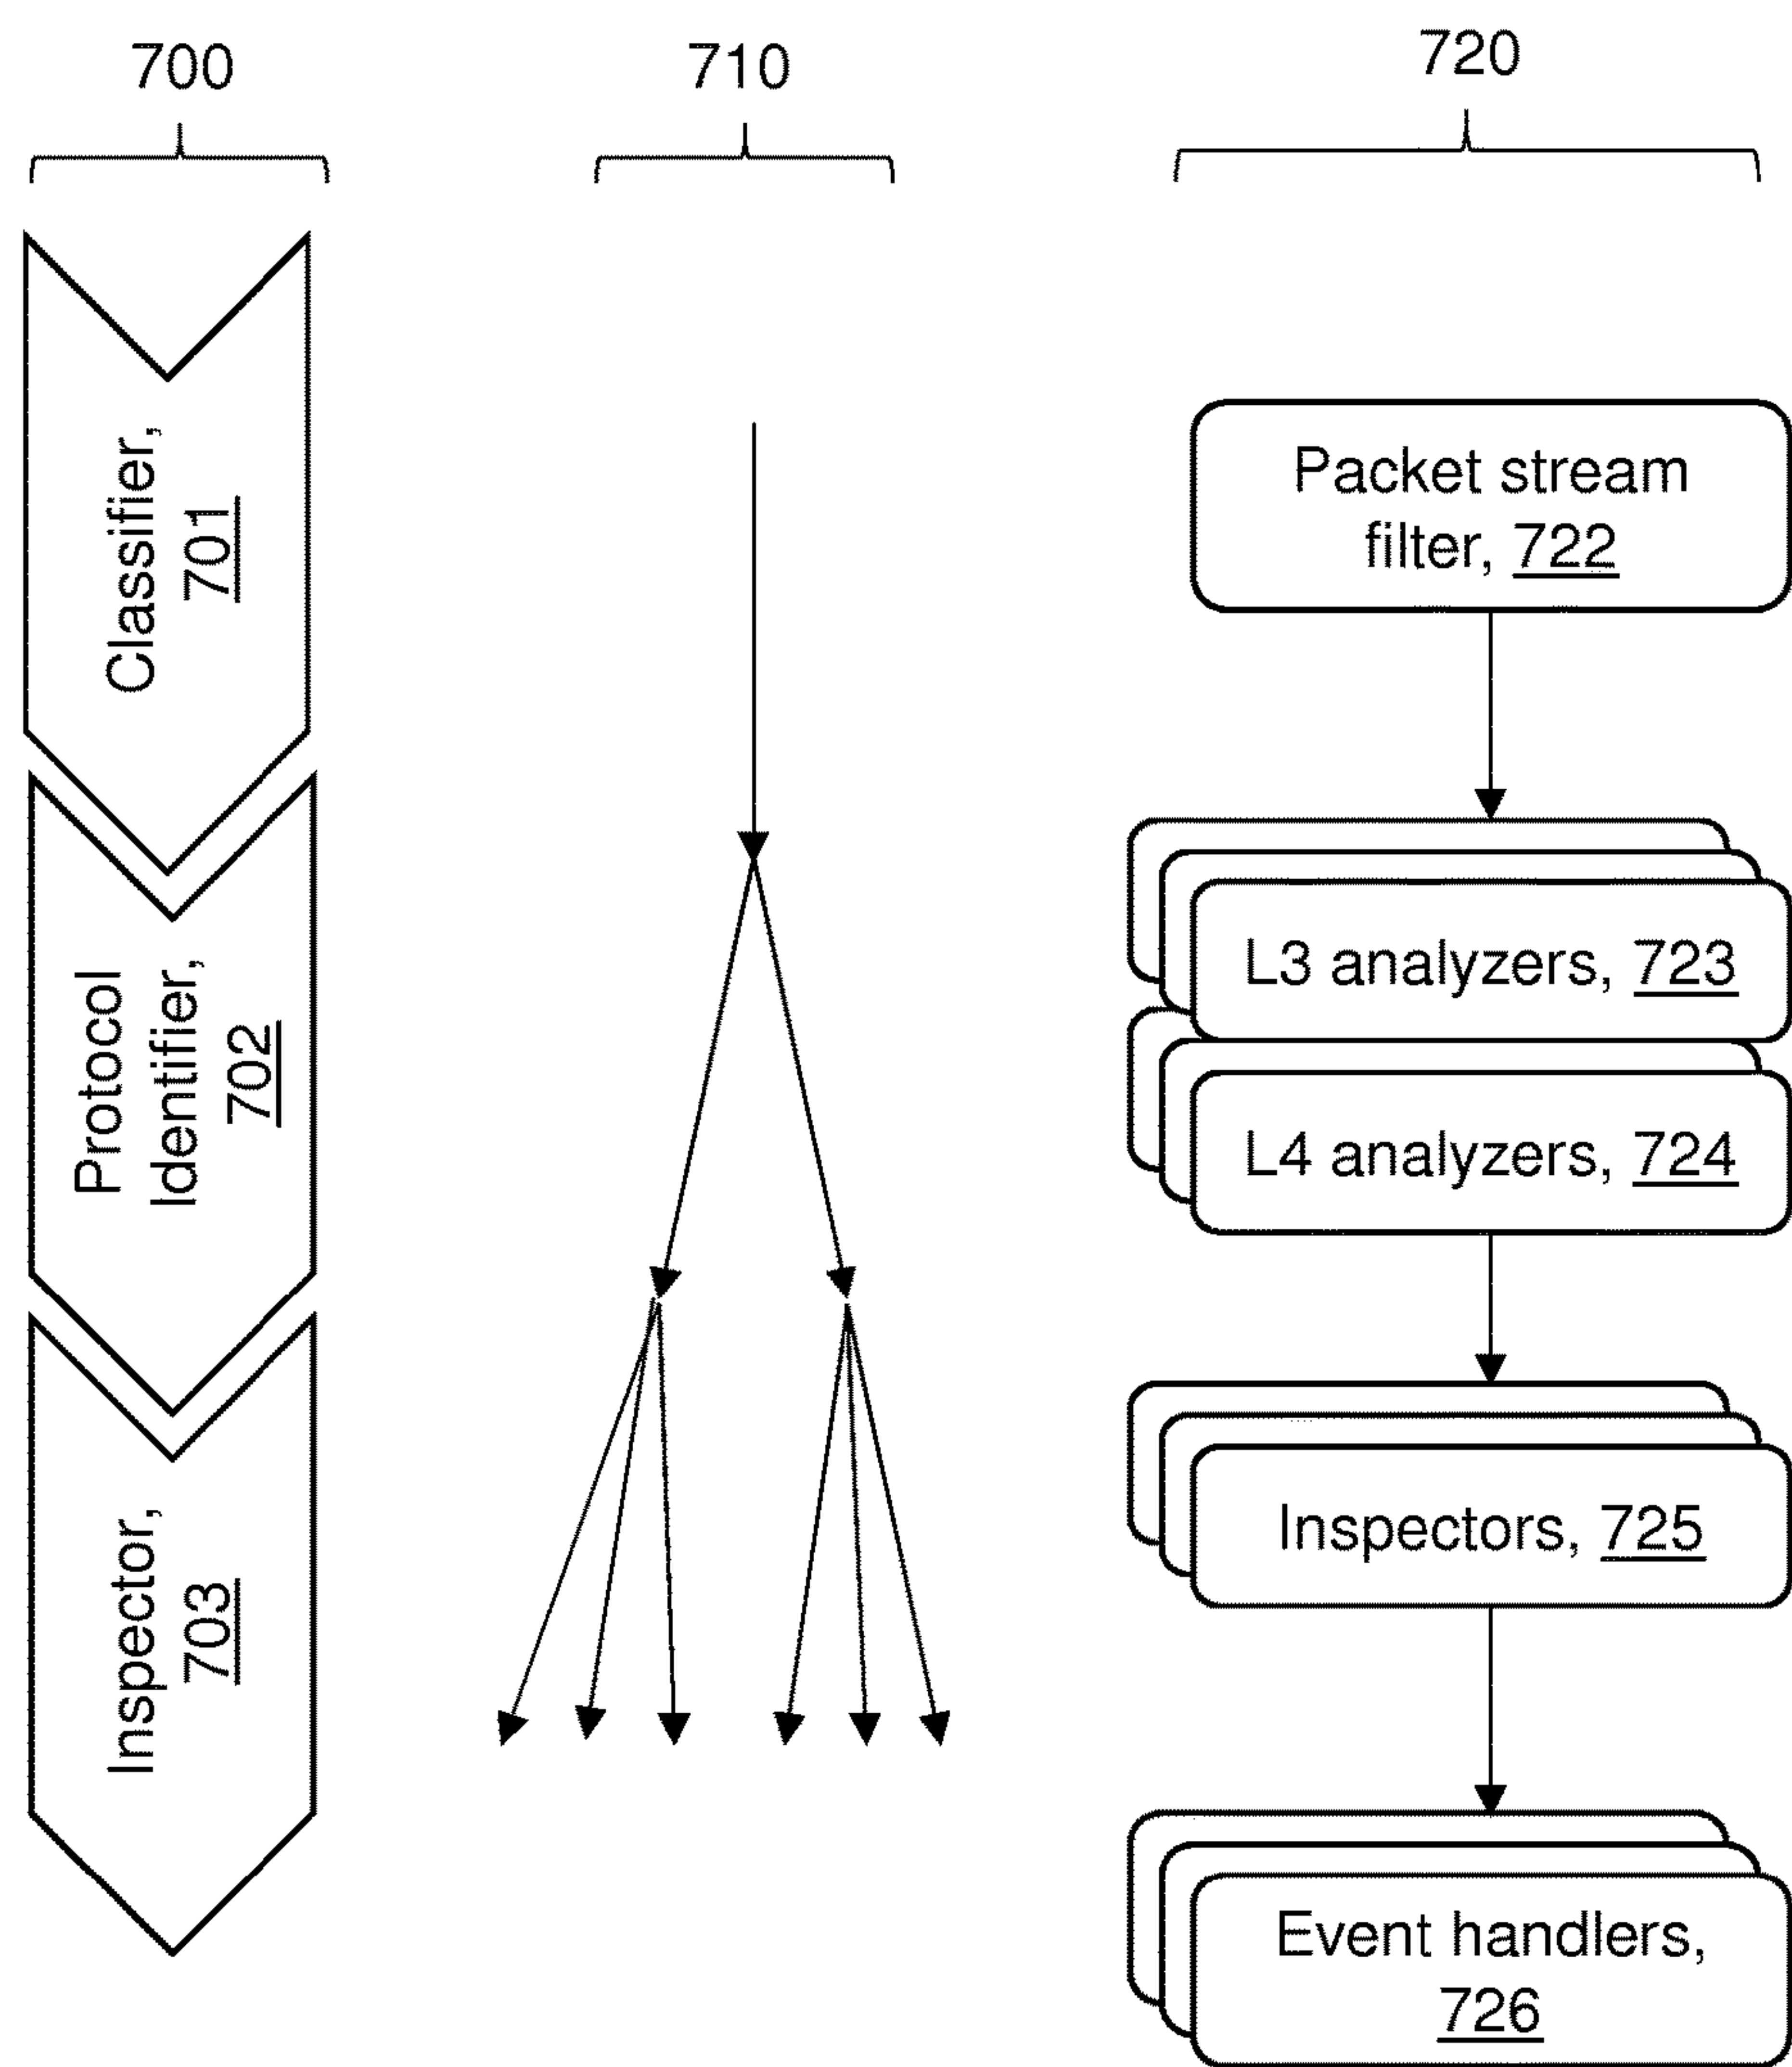 700
710
720
Classifier,
701
Protocol
Identifier,
702
Inspector,
703
Packet stream
filter, 722
L3 analyzers, 723
L4 analyzers, 724
Inspectors, 725
Event handlers,
726